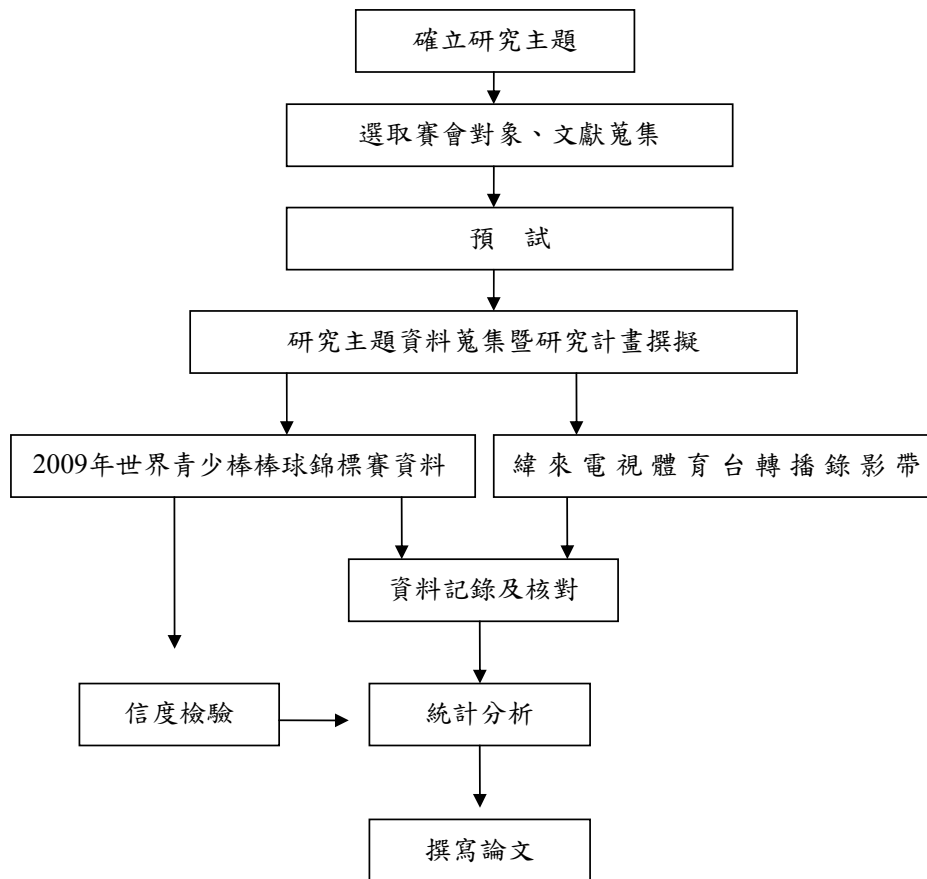 確立研究主題
選取賽會對象、文獻蒐集
預　試
研究主題資料蒐集暨研究計畫撰擬
2009年世界青少棒棒球錦標賽資料
緯來電視體育台轉播錄影帶
資料記錄及核對
信度檢驗
統計分析
撰寫論文